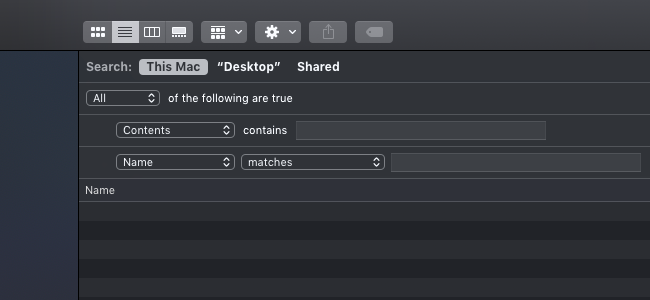 Search: This Mac “Desktop” Shared
All of the following are true
Contents contains
Name matches
Name